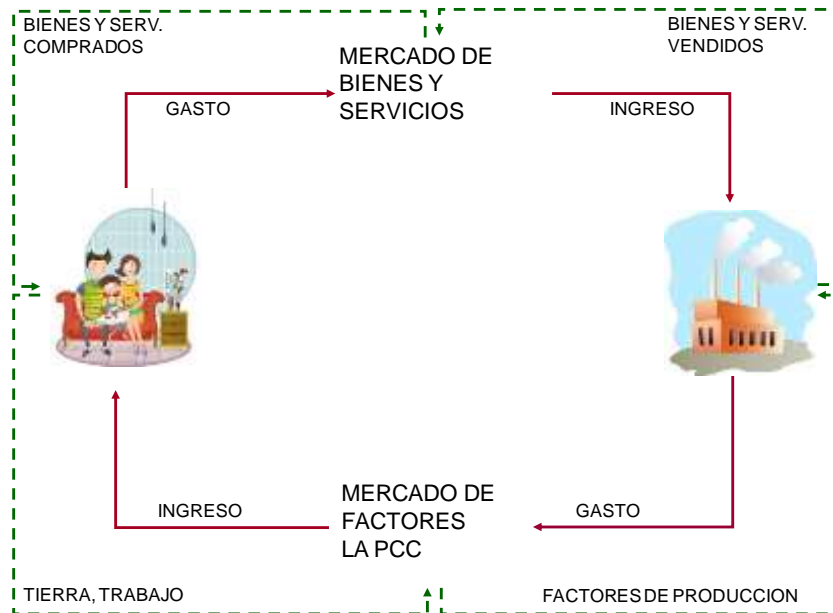 BIENES Y SERV.
COMPRADOS
MERCADO DE
BIENES Y
SERVICIOS
BIENES Y SERV.
VENDIDOS
GASTO
INGRESO
INGRESO
MERCADO DE
FACTORES
LA PCC
GASTO
TIERRA, TRABAJO
FACTORES DE PRODUCCION